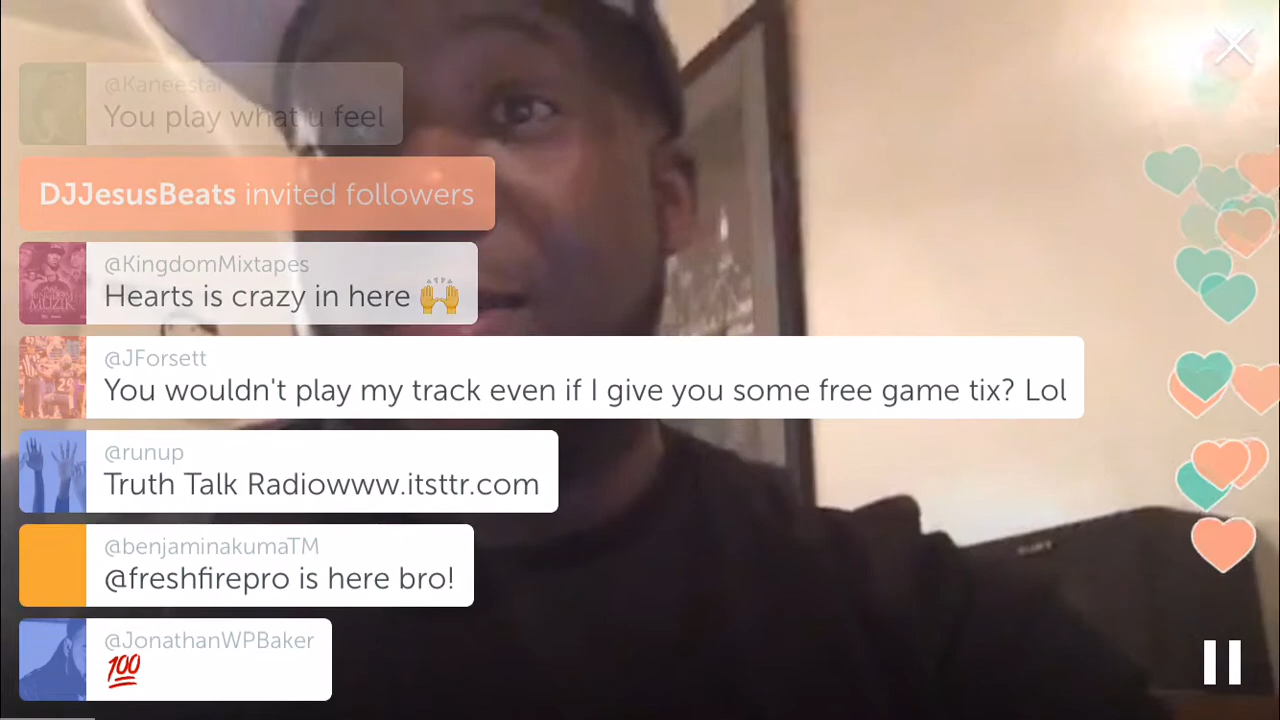 @Kaneestar
You play what u feel
DJJesusBeats invited followers
@KingdomMixtapes
Hearts is crazy in here 🙌
MUZIK
@JForsett
You wouldn't play my track even if I give you some free game tix? Lol
@runup
Truth Talk Radiowww.itsttr.com
@benjaminakumaTM
@freshfirepro is here bro!
@JonathanWPBaker
💯